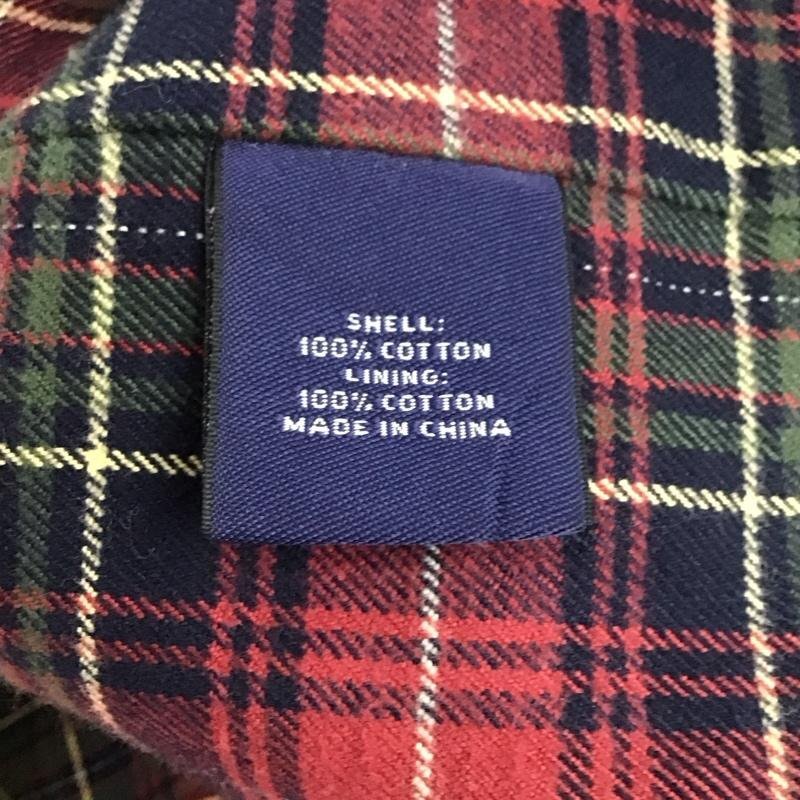 SHELL:
100% COTTON
LINING:
100% COTTON
MADE IN CHINA